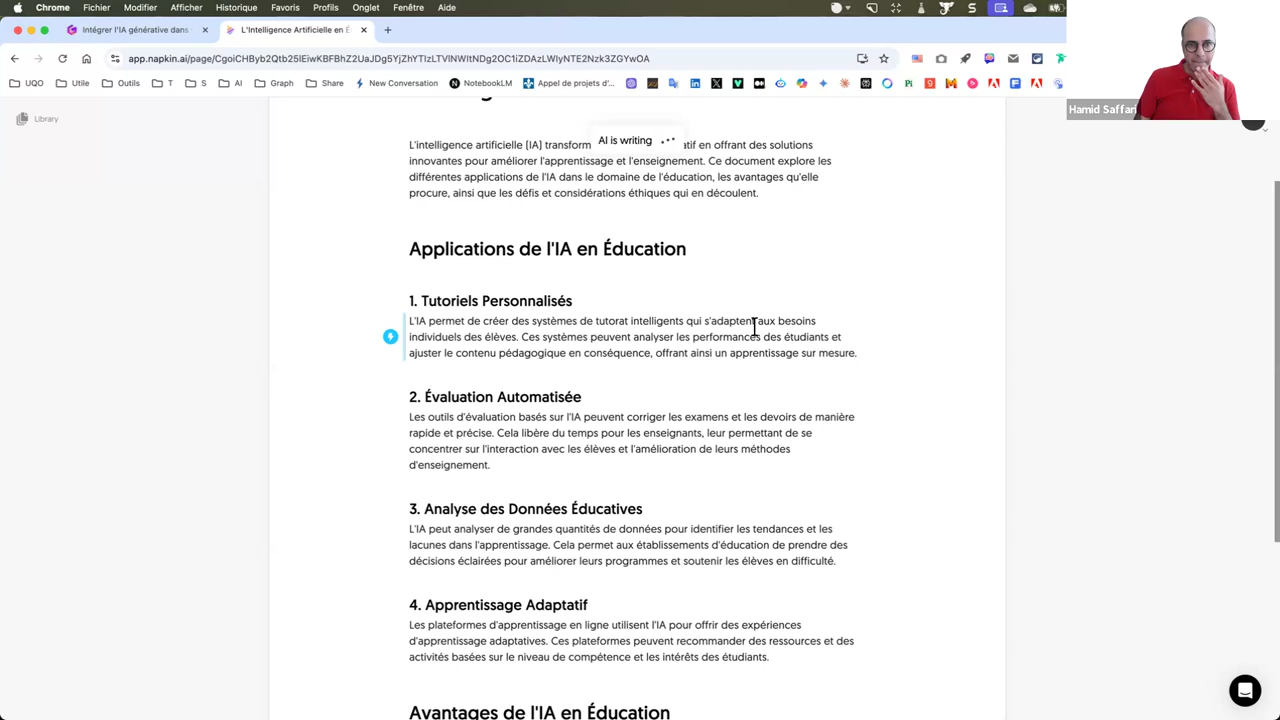 Chrome Fichier Modifier Présentation Historique Favoris Profils Onglet Fenêtre Aide
Intégrer l'IA générative dans
L'Intelligence Artificielle en É
app.napkin.ai/page/
UQO Utile Outils T S AI Graph Share New Conversation NotebookLM Appel de projets d'...
Hamid Saffari
Library
AI is writing
L'intelligence artificielle (IA) transform atif en offrant des solutions
innovantes pour améliorer l'apprentissage et l'enseignement. Ce document explore les
différentes applications de l'IA dans le domaine de l'éducation, les avantages qu'elle
procure, ainsi que les défis et considérations éthiques qui en découlent.
Applications de l'IA en Éducation
1. Tutoriels Personnalisés
L'IA permet de créer des systèmes de tutorat intelligents qui s'adaptent aux besoins
individuels des élèves. Ces systèmes peuvent analyser les performances des étudiants et
ajuster le contenu pédagogique en conséquence, offrant ainsi un apprentissage sur mesure.
2. Évaluation Automatisée
Les outils d'évaluation basés sur l'IA peuvent corriger les examens et les devoirs de manière
rapide et précise. Cela libère du temps pour les enseignants, leur permettant de se
concentrer sur l'interaction avec les élèves et l'amélioration de leurs méthodes
d'enseignement.
3. Analyse des Données Éducatives
L'IA peut analyser de grandes quantités de données pour identifier les tendances et les
lacunes dans l'apprentissage. Cela permet aux établissements d'éducation de prendre des
décisions éclairées pour améliorer leurs programmes et soutenir les élèves en difficulté.
4. Apprentissage Adaptatif
Les plateformes d'apprentissage en ligne utilisent l'IA pour offrir des expériences
d'apprentissage adaptatives. Ces plateformes peuvent recommander des ressources et des
activités basées sur le niveau de compétence et les intérêts des étudiants.
Avantages de l'IA en Éducation